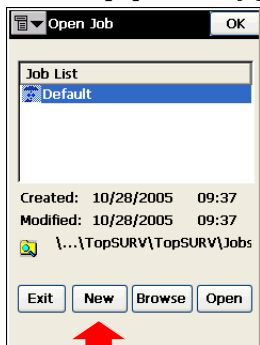 Open Job OK
Job List
Default
Created: 10/28/2005 09:37
Modified: 10/28/2005 09:37
\...\TopSURV\TopSURV\Jobs
Exit New Browse Open